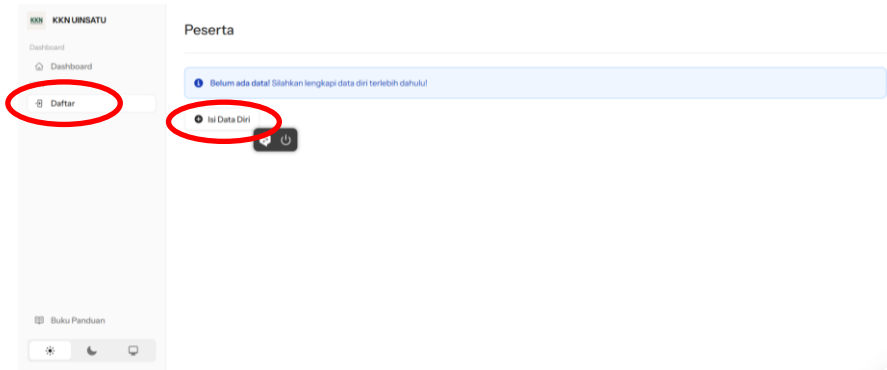 KKN KKN UINSATU
Dashboard
Dashboard
Daftar
Buku Panduan
Peserta
Belum ada data! Silahkan lengkapi data diri terlebih dahulu!
Isi Data Diri